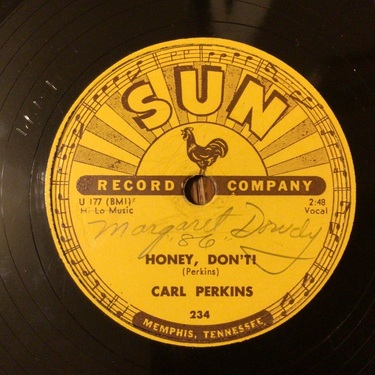 SUN
RECORD COMPANY
U 177 (BMI) 2:48
Hi-Lo Music Vocal
Margaret Dowdy
"86"
HONEY, DON'T!
(Perkins)
CARL PERKINS
234
MEMPHIS, TENNESSEE